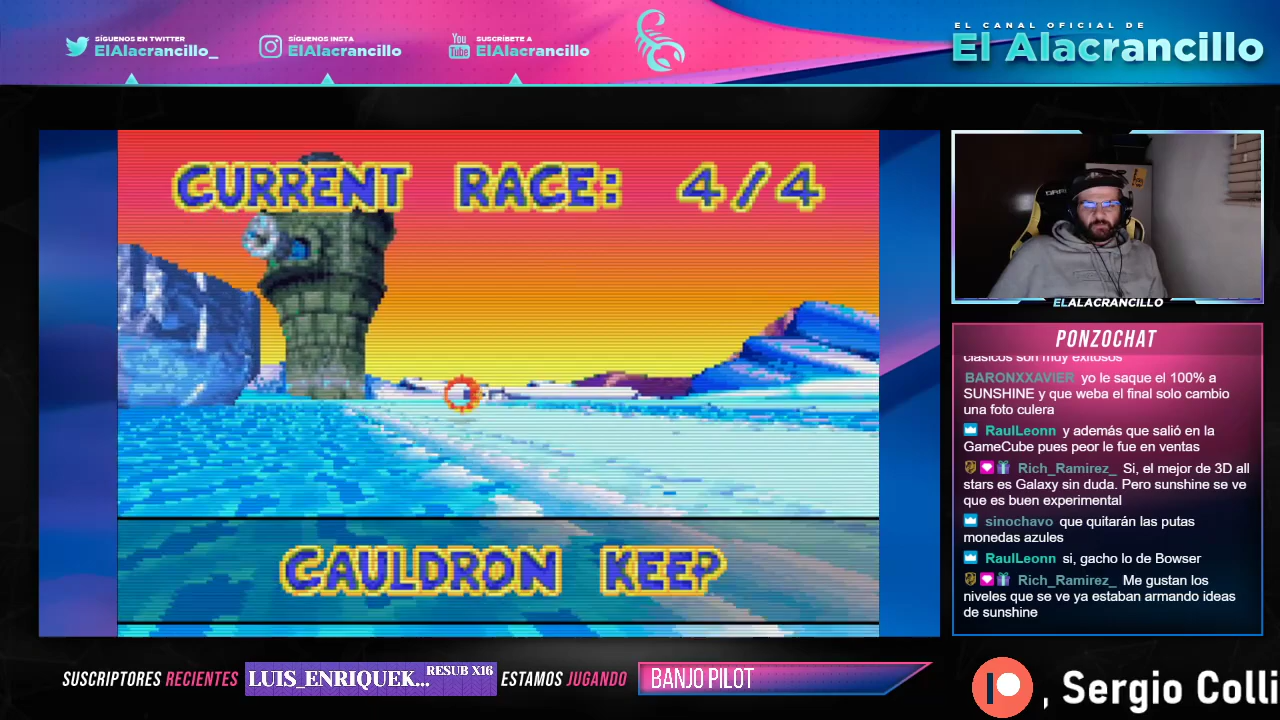 SÍGUENOS EN TWITTER
ElAlacrancillo_
SÍGUENOS INSTA
ElAlacrancillo
You
Tube
SUSCRÍBETE A
ElAlacrancillo
EL CANAL OFICIAL DE
El Alacrancillo
CURRENT RACE: 4/4
CAULDRON KEEP
ELALACRANCILLO
PONZOCHAT
clasicos son muy exitosos
BARONXXAVIER yo le saque el 100% a
SUNSHINE y que weba el final solo cambio
una foto culera
RaulLeonn y además que salió en la
GameCube pues peor le fue en ventas
Rich_Ramirez_ Si, el mejor de 3D all
stars es Galaxy sin duda. Pero sunshine se ve
que es buen experimental
sinochavo que quitarán las putas
monedas azules
RaulLeonn si, gacho lo de Bowser
Rich_Ramirez_ Me gustan los
niveles que se ve ya estaban armando ideas
de sunshine
SUSCRIPTORES RECIENTES
LUIS_ENRIQUEK...
RESUB X16
ESTAMOS JUGANDO
BANJO PILOT
, Sergio Colli